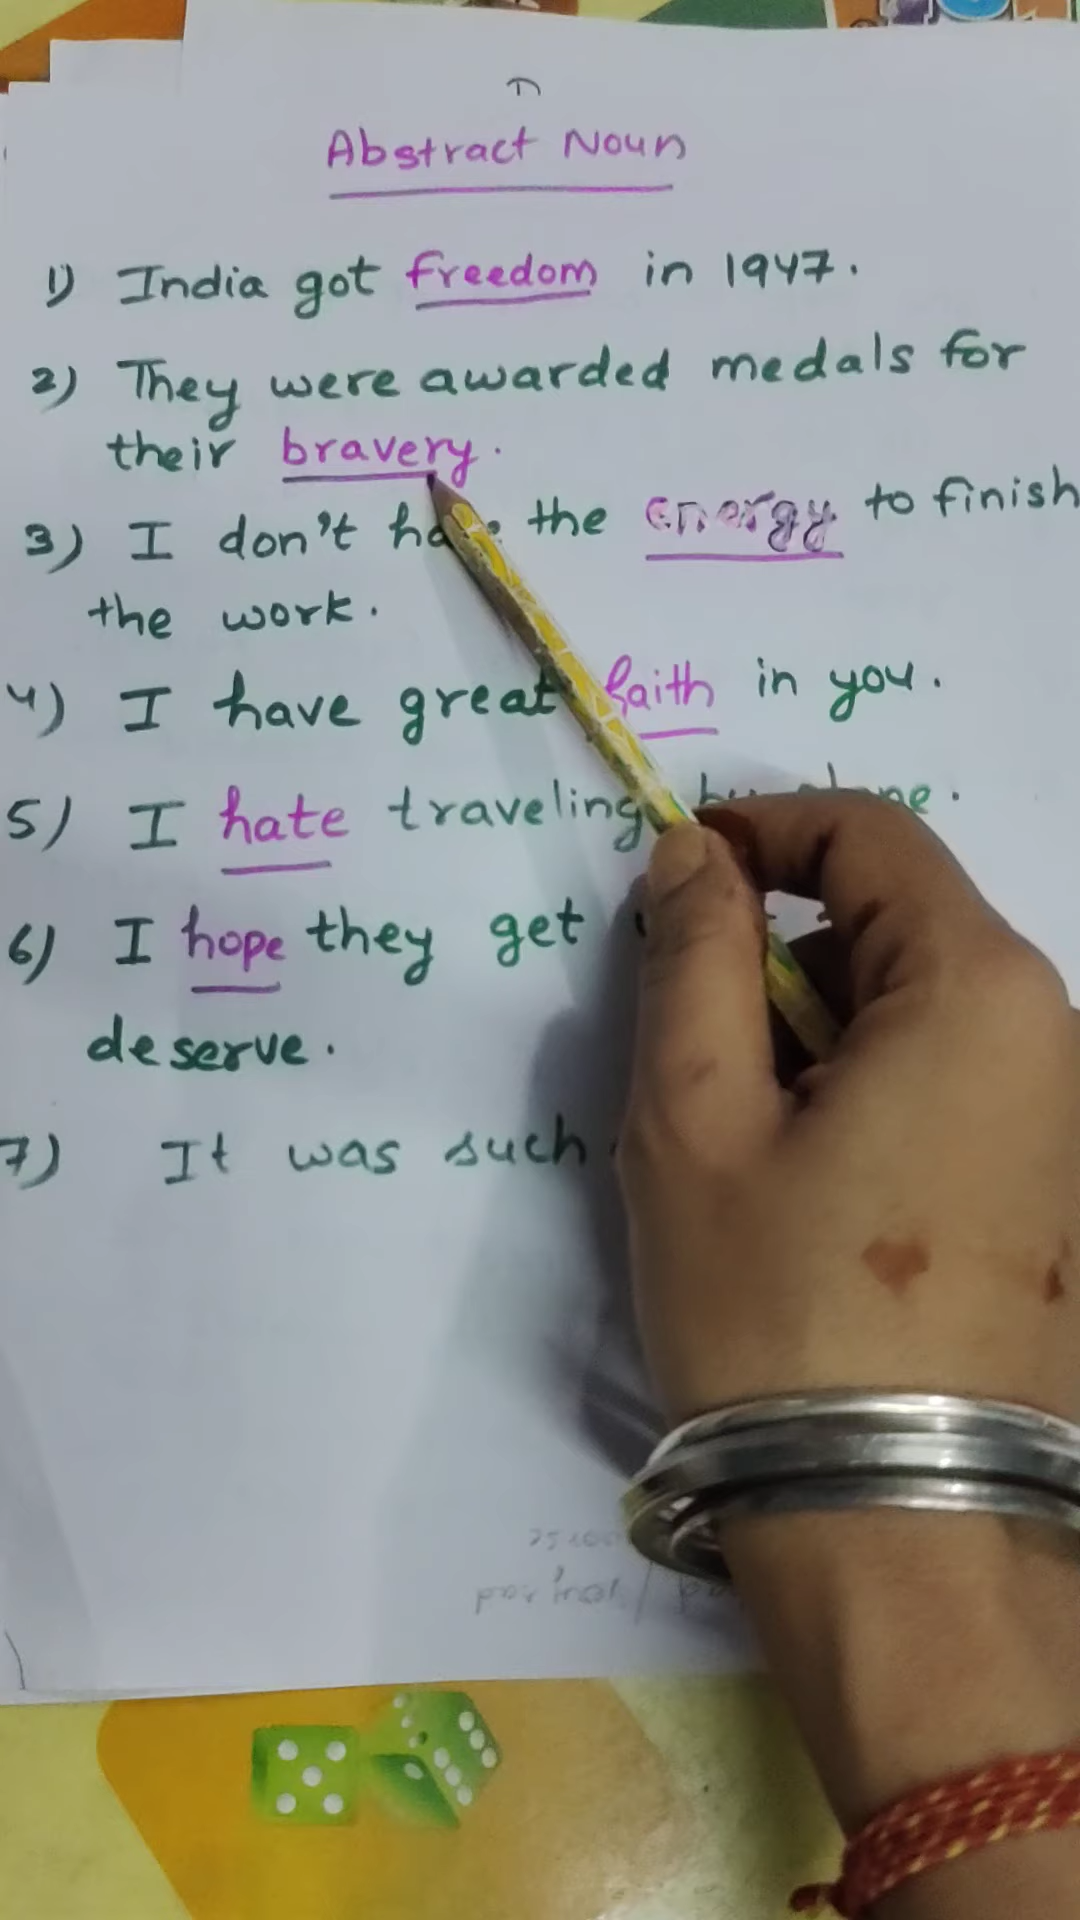 Abstract Noun
1) India got freedom in 1947.
2) They were awarded medals for
their bravery.
3) I don't the energy to finish
the work.
4) I have great faith in you.
5) I hate traveling
6) I hope they get
deserve.
7) It was such